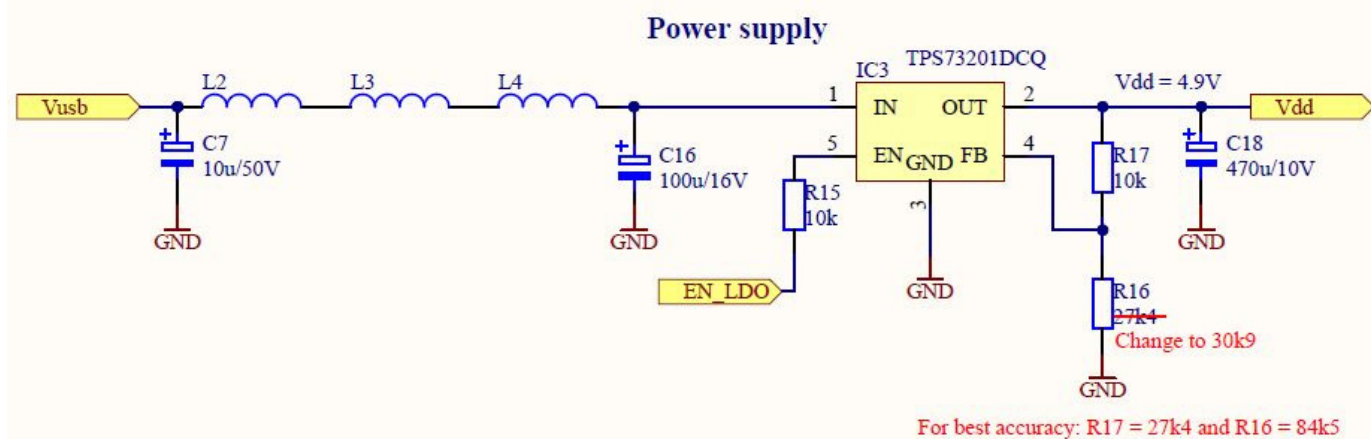 Power supply
TPS73201DCQ
IC3
L2
L3
L4
Vusb
1
IN
OUT
2
Vdd = 4.9V
Vdd
C7
10u/50V
C16
100u/16V
5
EN
GND
FB
4
R17
10k
C18
470u/10V
R15
10k
3
GND
GND
GND
GND
EN_LDO
R16
27k4
Change to 30k9
GND
For best accuracy: R17 = 27k4 and R16 = 84k5